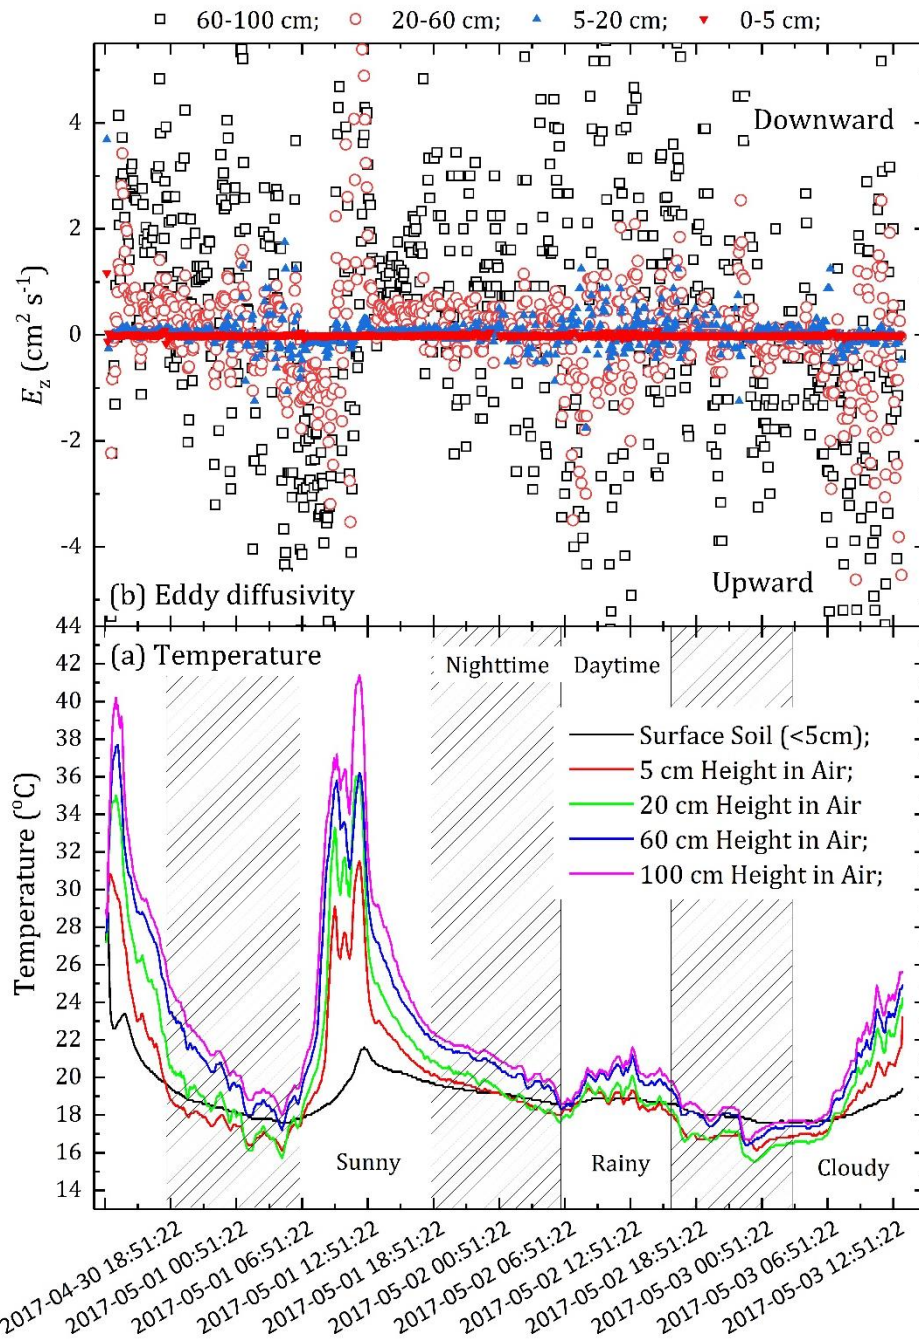 60-100 cm; 20-60 cm; 5-20 cm; 0-5 cm;
4
Downward
2
0
E_z (cm² s⁻¹)
-2
-4
Upward
(b) Eddy diffusivity
44
(a) Temperature
Nighttime Daytime
42
40
38
36
34
32
30
28
26
24
22
20
18
16
14
Temperature (°C)
Surface Soil (<5cm);
5 cm Height in Air;
20 cm Height in Air
60 cm Height in Air;
100 cm Height in Air;
Sunny Rainy Cloudy
2017-04-30 18:51:22
2017-05-01 00:51:22
2017-05-01 06:51:22
2017-05-01 12:51:22
2017-05-01 18:51:22
2017-05-02 00:51:22
2017-05-02 06:51:22
2017-05-02 12:51:22
2017-05-02 18:51:22
2017-05-03 00:51:22
2017-05-03 06:51:22
2017-05-03 12:51:22